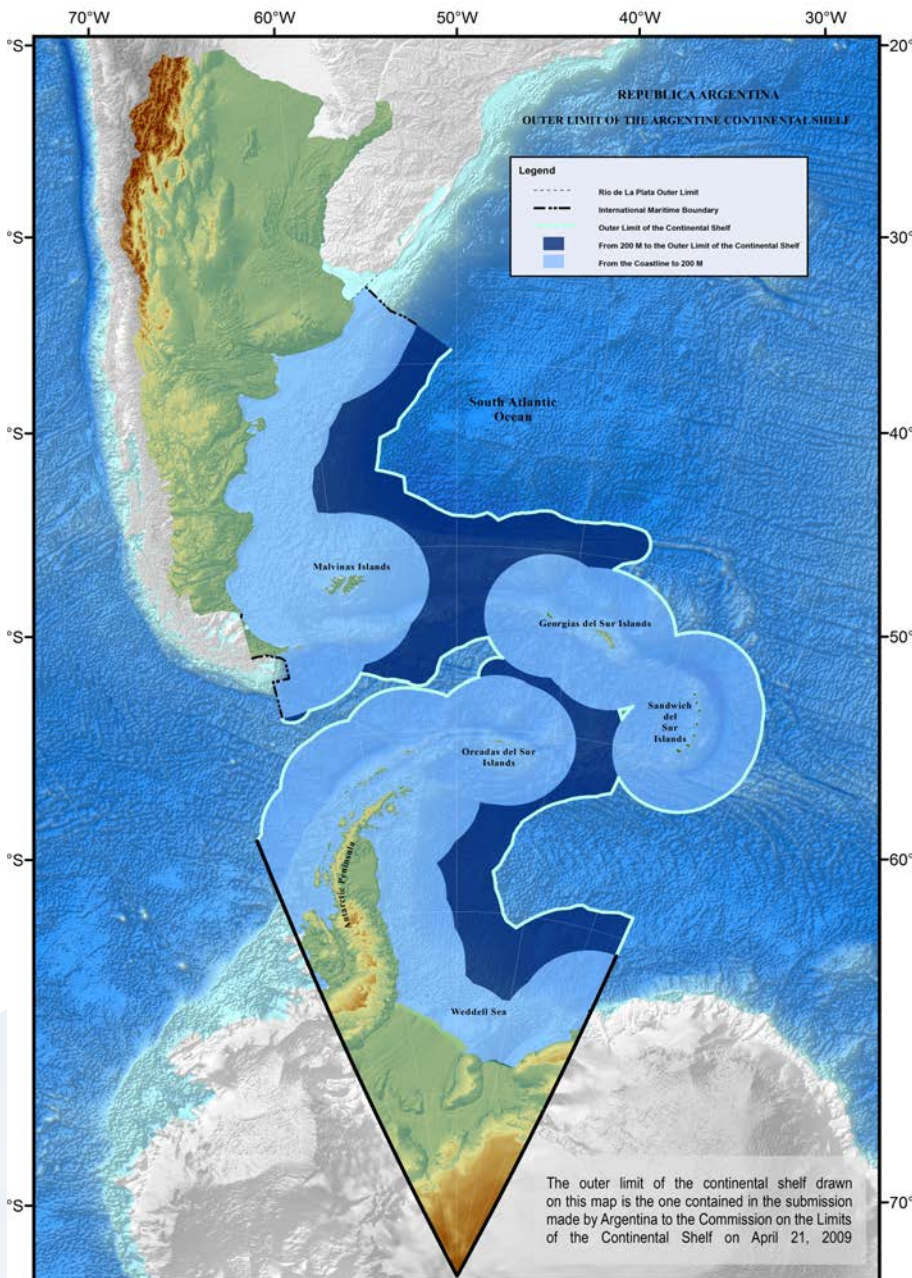 70°W 60°W 50°W 40°W 30°W
°S 20°
REPUBLICA ARGENTINA
OUTER LIMIT OF THE ARGENTINE CONTINENTAL SHELF
Legend
Rio de La Plata Outer Limit
International Maritime Boundary
Outer Limit of the Continental Shelf
From 200 M to the Outer Limit of the Continental Shelf
From the Coastline to 200 M
°S 30°
South Atlantic
Ocean
°S 40°
Malvinas Islands
Georgias del Sur Islands
°S 50°
Sandwich
del
Sur
Islands
Orcadas del Sur
Islands
°S 60°
Antarctic Peninsula
Weddell Sea
The outer limit of the continental shelf drawn
on this map is the one contained in the submission
made by Argentina to the Commission on the Limits
of the Continental Shelf on April 21, 2009
°S 70°